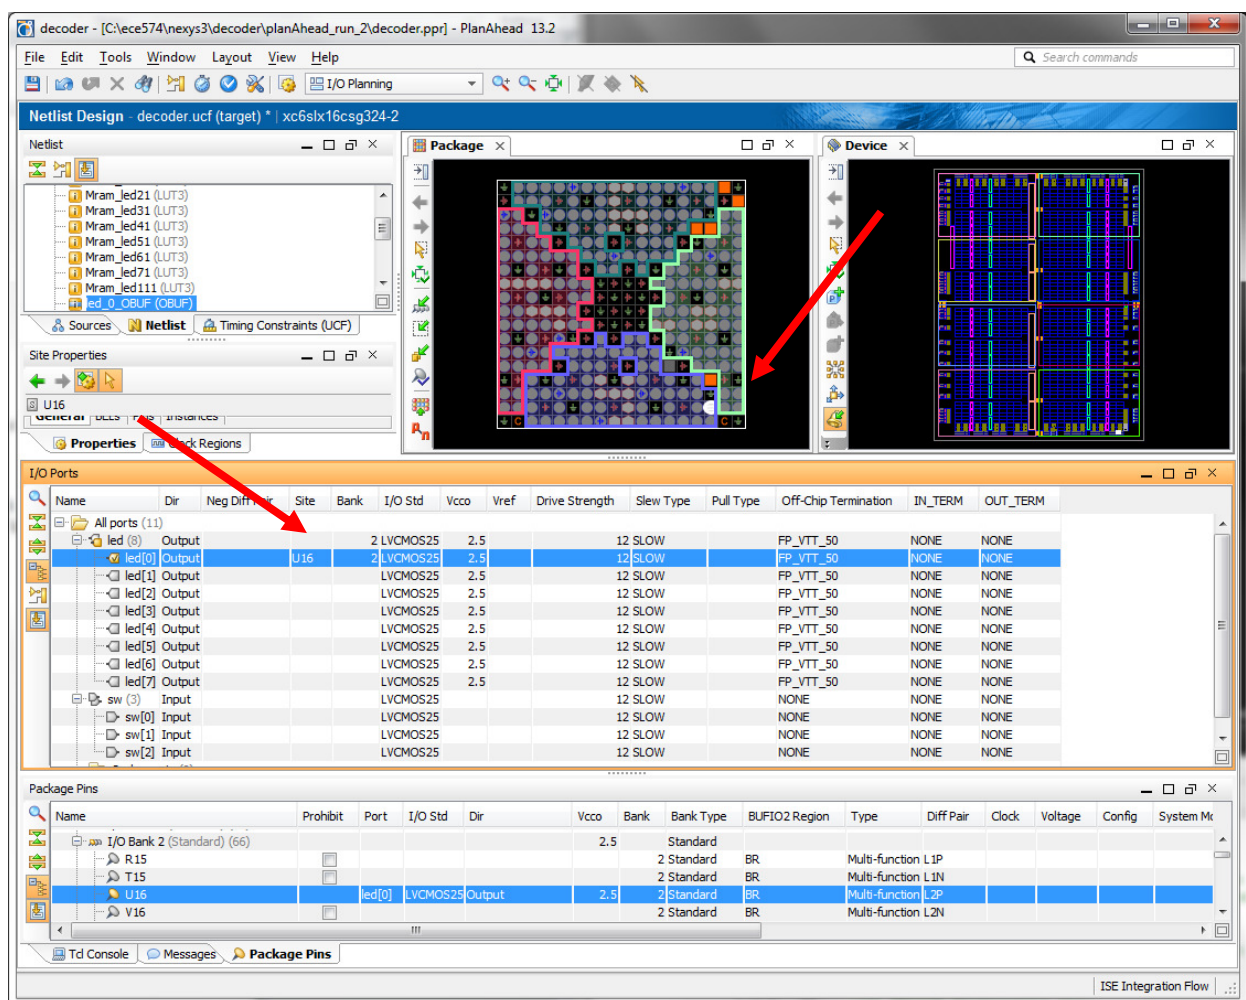 decoder - [C:\ece574\nexys3\decoder\planAhead_run_2\decoder.ppr] - PlanAhead 13.2
File Edit Tools Window Layout View Help
Search commands
I/O Planning
Netlist Design - decoder.ucf (target) * | xc6slx16csg324-2
Netlist
Package
Device
Mram_led21 (LUT3)
Mram_led31 (LUT3)
Mram_led41 (LUT3)
Mram_led51 (LUT3)
Mram_led61 (LUT3)
Mram_led71 (LUT3)
Mram_led111 (LUT3)
led_0_OBUF (OBUF)
Sources Netlist Timing Constraints (UCF)
Site Properties
U16
General BELs Pins Instances
Properties Clock Regions
I/O Ports
Name Dir Neg Diff Pair Site Bank I/O Std Vcco Vref Drive Strength Slew Type Pull Type Off-Chip Termination IN_TERM OUT_TERM
All ports (11)
led (8) Output 2 LVCMOS25 2.5 12 SLOW FP_VTT_50 NONE NONE
led[0] Output U16 2 LVCMOS25 2.5 12 SLOW FP_VTT_50 NONE NONE
led[1] Output LVCMOS25 2.5 12 SLOW FP_VTT_50 NONE NONE
led[2] Output LVCMOS25 2.5 12 SLOW FP_VTT_50 NONE NONE
led[3] Output LVCMOS25 2.5 12 SLOW FP_VTT_50 NONE NONE
led[4] Output LVCMOS25 2.5 12 SLOW FP_VTT_50 NONE NONE
led[5] Output LVCMOS25 2.5 12 SLOW FP_VTT_50 NONE NONE
led[6] Output LVCMOS25 2.5 12 SLOW FP_VTT_50 NONE NONE
led[7] Output LVCMOS25 2.5 12 SLOW FP_VTT_50 NONE NONE
sw (3) Input LVCMOS25 12 SLOW NONE NONE NONE
sw[0] Input LVCMOS25 12 SLOW NONE NONE NONE
sw[1] Input LVCMOS25 12 SLOW NONE NONE NONE
sw[2] Input LVCMOS25 12 SLOW NONE NONE NONE
Package Pins
Name Prohibit Port I/O Std Dir Vcco Bank Bank Type BUFIO2 Region Type Diff Pair Clock Voltage Config System Mo
I/O Bank 2 (Standard) (66) 2.5 Standard
R15 2 Standard BR Multi-function L1P
T15 2 Standard BR Multi-function L1N
U16 led[0] LVCMOS25 Output 2.5 2 Standard BR Multi-function L2P
V16 2 Standard BR Multi-function L2N
Tcl Console Messages Package Pins
ISE Integration Flow